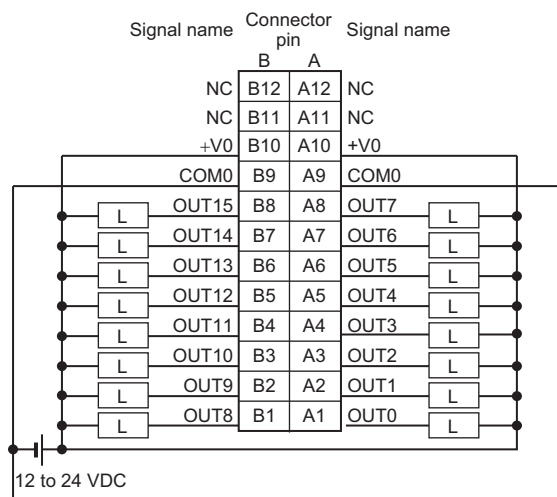 Signal name Connector pin Signal name
B A
NC B12 A12 NC
NC B11 A11 NC
+V0 B10 A10 +V0
COM0 B9 A9 COM0
L OUT15 B8 A8 OUT7 L
L OUT14 B7 A7 OUT6 L
L OUT13 B6 A6 OUT5 L
L OUT12 B5 A5 OUT4 L
L OUT11 B4 A4 OUT3 L
L OUT10 B3 A3 OUT2 L
L OUT9 B2 A2 OUT1 L
L OUT8 B1 A1 OUT0 L
12 to 24 VDC